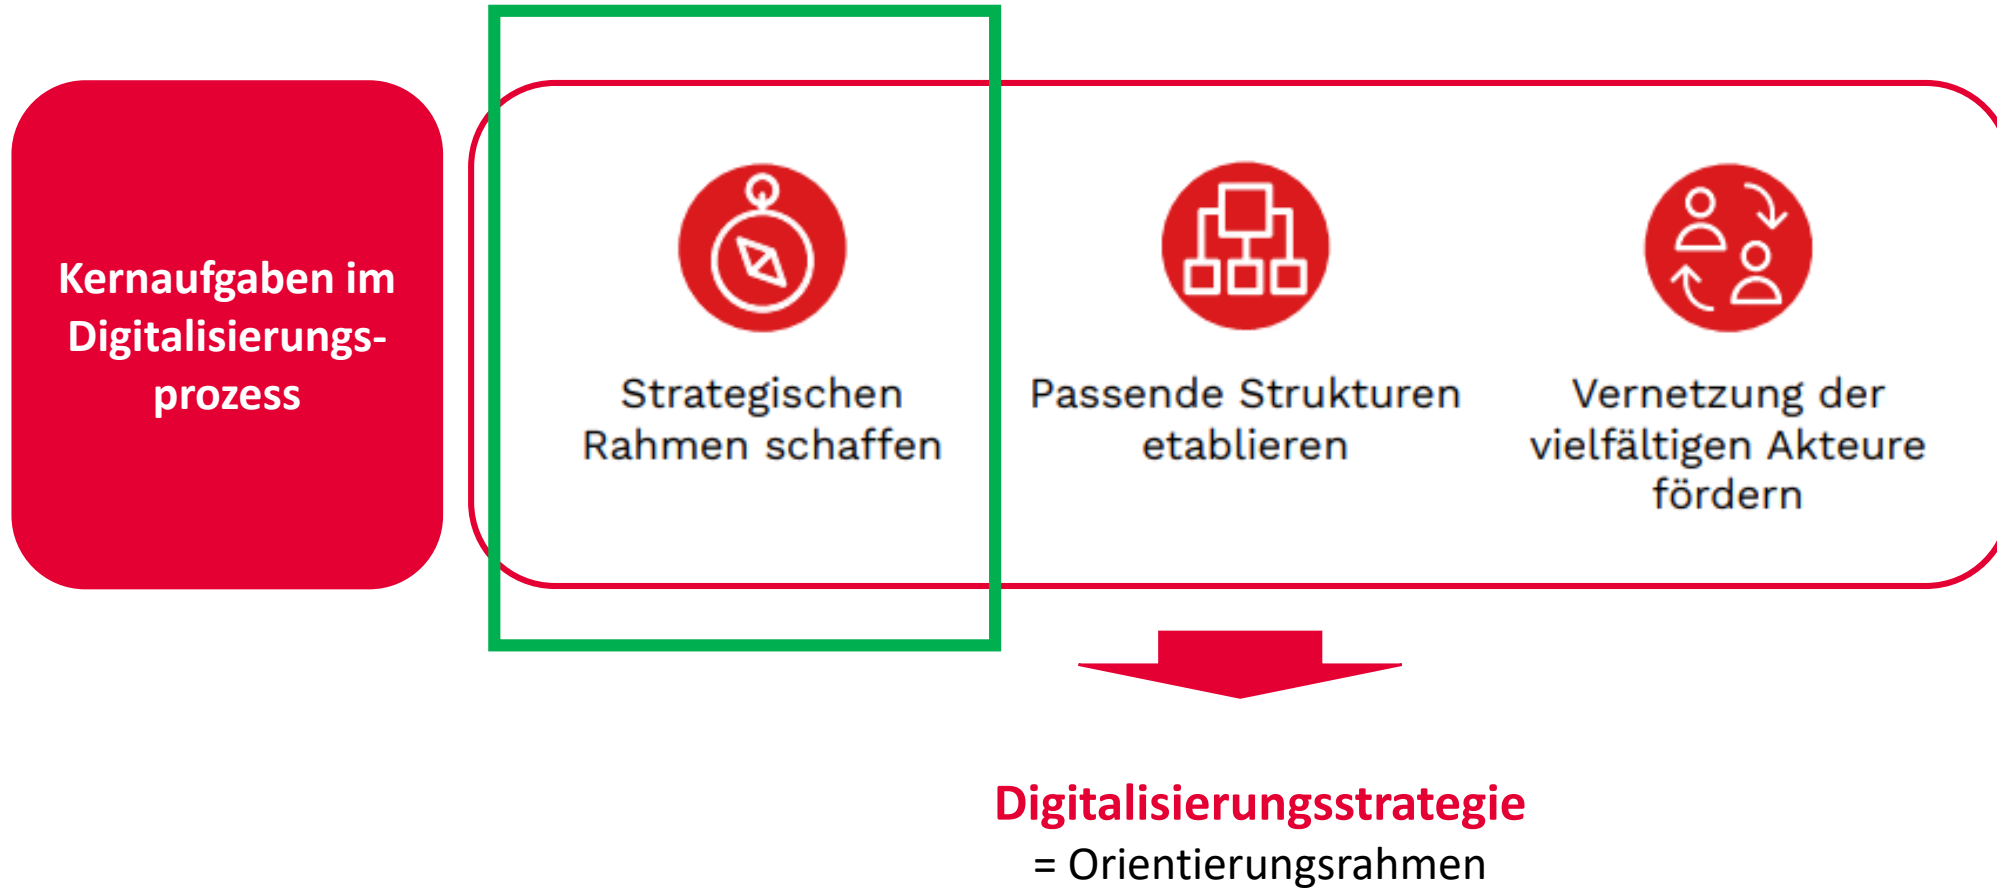 Kernaufgaben im
Digitalisierungs-
prozess
Strategischen
Rahmen schaffen
Passende Strukturen
etablieren
Vernetzung der
vielfältigen Akteure
fördern
Digitalisierungsstrategie
= Orientierungsrahmen